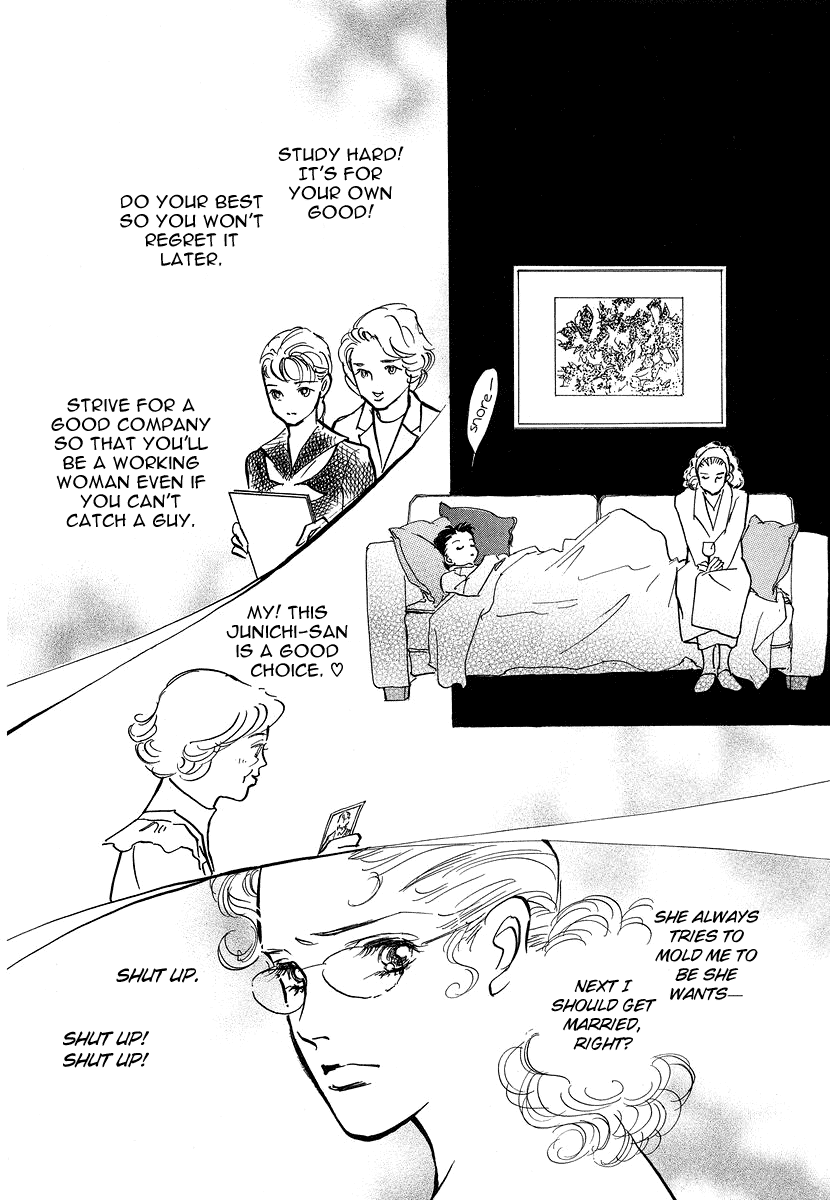 snore—
STUDY HARD!
IT'S FOR
YOUR OWN
GOOD!
DO YOUR BEST
SO YOU WON'T
REGRET IT
LATER.
STRIVE FOR A
GOOD COMPANY
SO THAT YOU'LL
BE A WORKING
WOMAN EVEN IF
YOU CAN'T
CATCH A GUY.
MY! THIS
JUNICHI-SAN
IS A GOOD
CHOICE. ♡
SHE ALWAYS
TRIES TO
MOLD ME TO
BE SHE
WANTS—
NEXT I
SHOULD GET
MARRIED,
RIGHT?
SHUT UP.
SHUT UP!
SHUT UP!